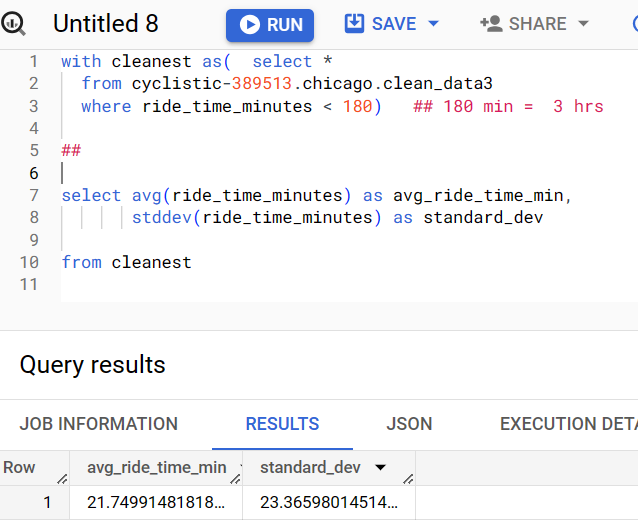 Untitled 8
RUN
SAVE
SHARE
1 with cleanest as(  select *
2 from cyclistic-389513.chicago.clean_data3
3 where ride_time_minutes < 180)   ## 180 min =  3 hrs
4
5 ##
6
7 select avg(ride_time_minutes) as avg_ride_time_min,
8 stddev(ride_time_minutes) as standard_dev
9
10 from cleanest
11
Query results
JOB INFORMATION RESULTS JSON EXECUTION DETA
Row avg_ride_time_min standard_dev
1 21.74991481818... 23.36598014514...